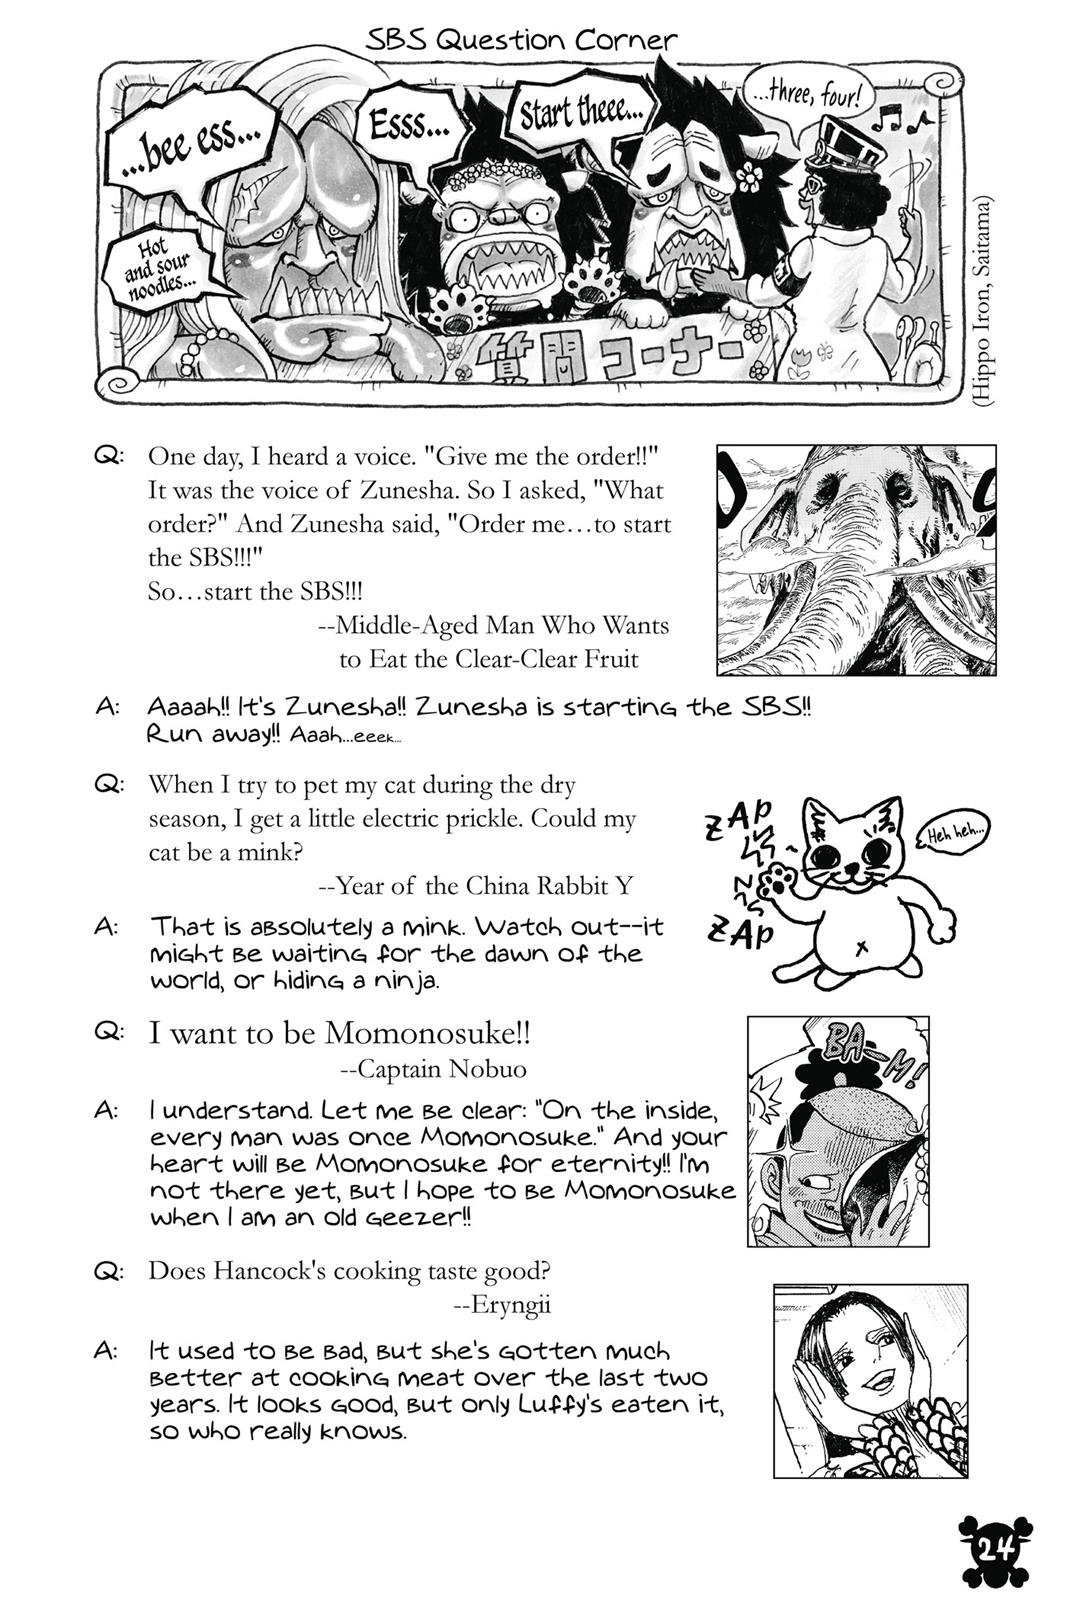 SBS Question Corner
...bee ess...
Esss...
Start theee...
...three, four!
Hot
and sour
noodles...
質問コーナー
(Hippo Iron, Saitama)
Q: One day, I heard a voice. "Give me the order!!"
It was the voice of Zunesha. So I asked, "What
order?" And Zunesha said, "Order me...to start
the SBS!!!"
So...start the SBS!!!
--Middle-Aged Man Who Wants
to Eat the Clear-Clear Fruit
A: Aaaah!! It's Zunesha!! Zunesha is starting the SBS!!
Run away!! Aaah...eeek...
Q: When I try to pet my cat during the dry
season, I get a little electric prickle. Could my
cat be a mink?
--Year of the China Rabbit Y
ZAP
Heh heh...
ZAP
A: That is absolutely a mink. Watch out--it
might be waiting for the dawn of the
world, or hiding a ninja.
Q: I want to be Momonosuke!!
--Captain Nobuo
BA-M!
A: I understand. Let me be clear: "On the inside,
every man was once Momonosuke." And your
heart will be Momonosuke for eternity!! I'm
not there yet, but I hope to be Momonosuke
when I am an old geezer!!
Q: Does Hancock's cooking taste good?
--Eryngii
A: It used to be bad, but she's gotten much
better at cooking meat over the last two
years. It looks good, but only Luffy's eaten it,
so who really knows.
24